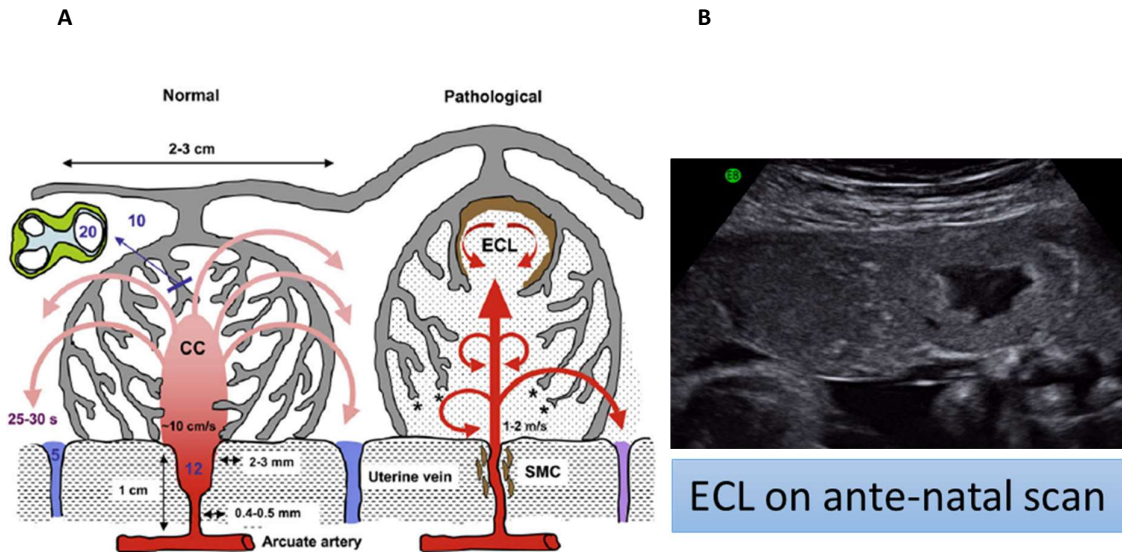 A
B
Normal
Pathological
2-3 cm
10
20
ECL
CC
25-30 s
~10 cm/s
1-2 m/s
* * * *
5
12
2-3 mm
Uterine vein
SMC
1 cm
0.4-0.5 mm
Arcuate artery
E8
ECL on ante-natal scan